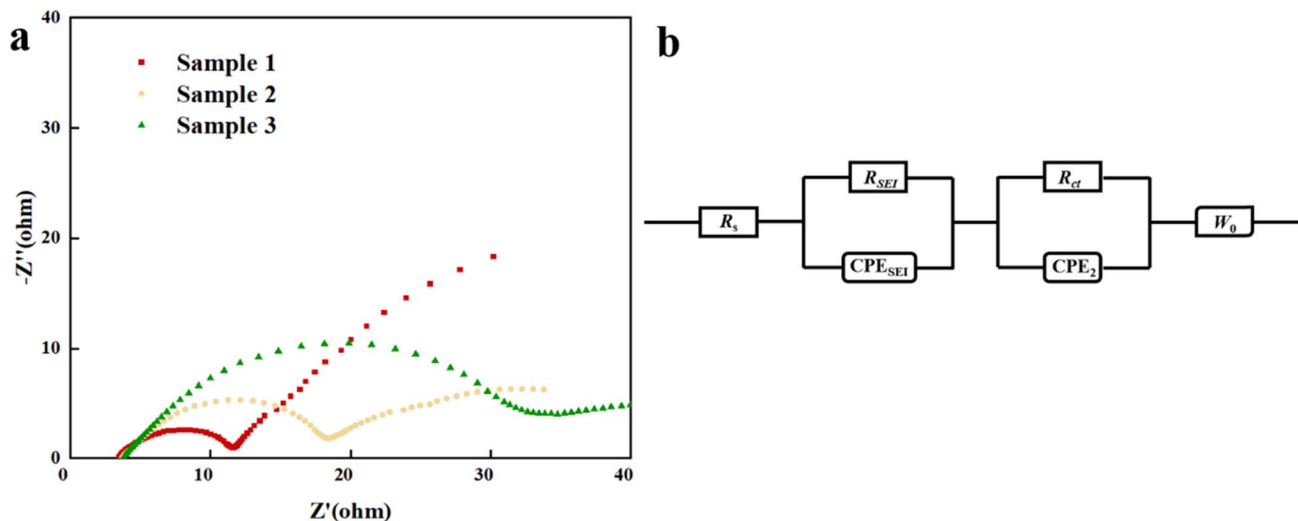 a
40
30
20
10
0
-Z''(ohm)
Sample 1
Sample 2
Sample 3
0 10 20 30 40
Z'(ohm)
b
Rs
RSEI
CPESEI
Rct
CPE2
W0